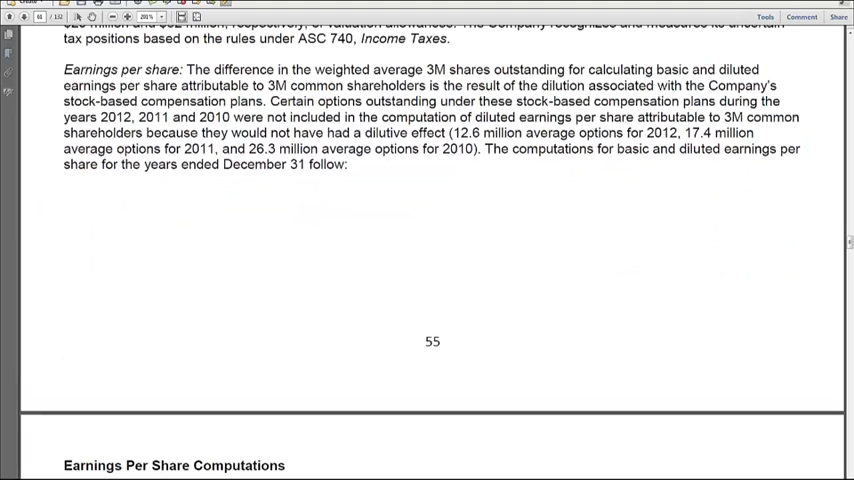 Create
61 / 132
201%
Tools Comment Share
tax positions based on the rules under ASC 740, Income Taxes.
Earnings per share: The difference in the weighted average 3M shares outstanding for calculating basic and diluted
earnings per share attributable to 3M common shareholders is the result of the dilution associated with the Company's
stock-based compensation plans. Certain options outstanding under these stock-based compensation plans during the
years 2012, 2011 and 2010 were not included in the computation of diluted earnings per share attributable to 3M common
shareholders because they would not have had a dilutive effect (12.6 million average options for 2012, 17.4 million
average options for 2011, and 26.3 million average options for 2010). The computations for basic and diluted earnings per
share for the years ended December 31 follow:
55
Earnings Per Share Computations